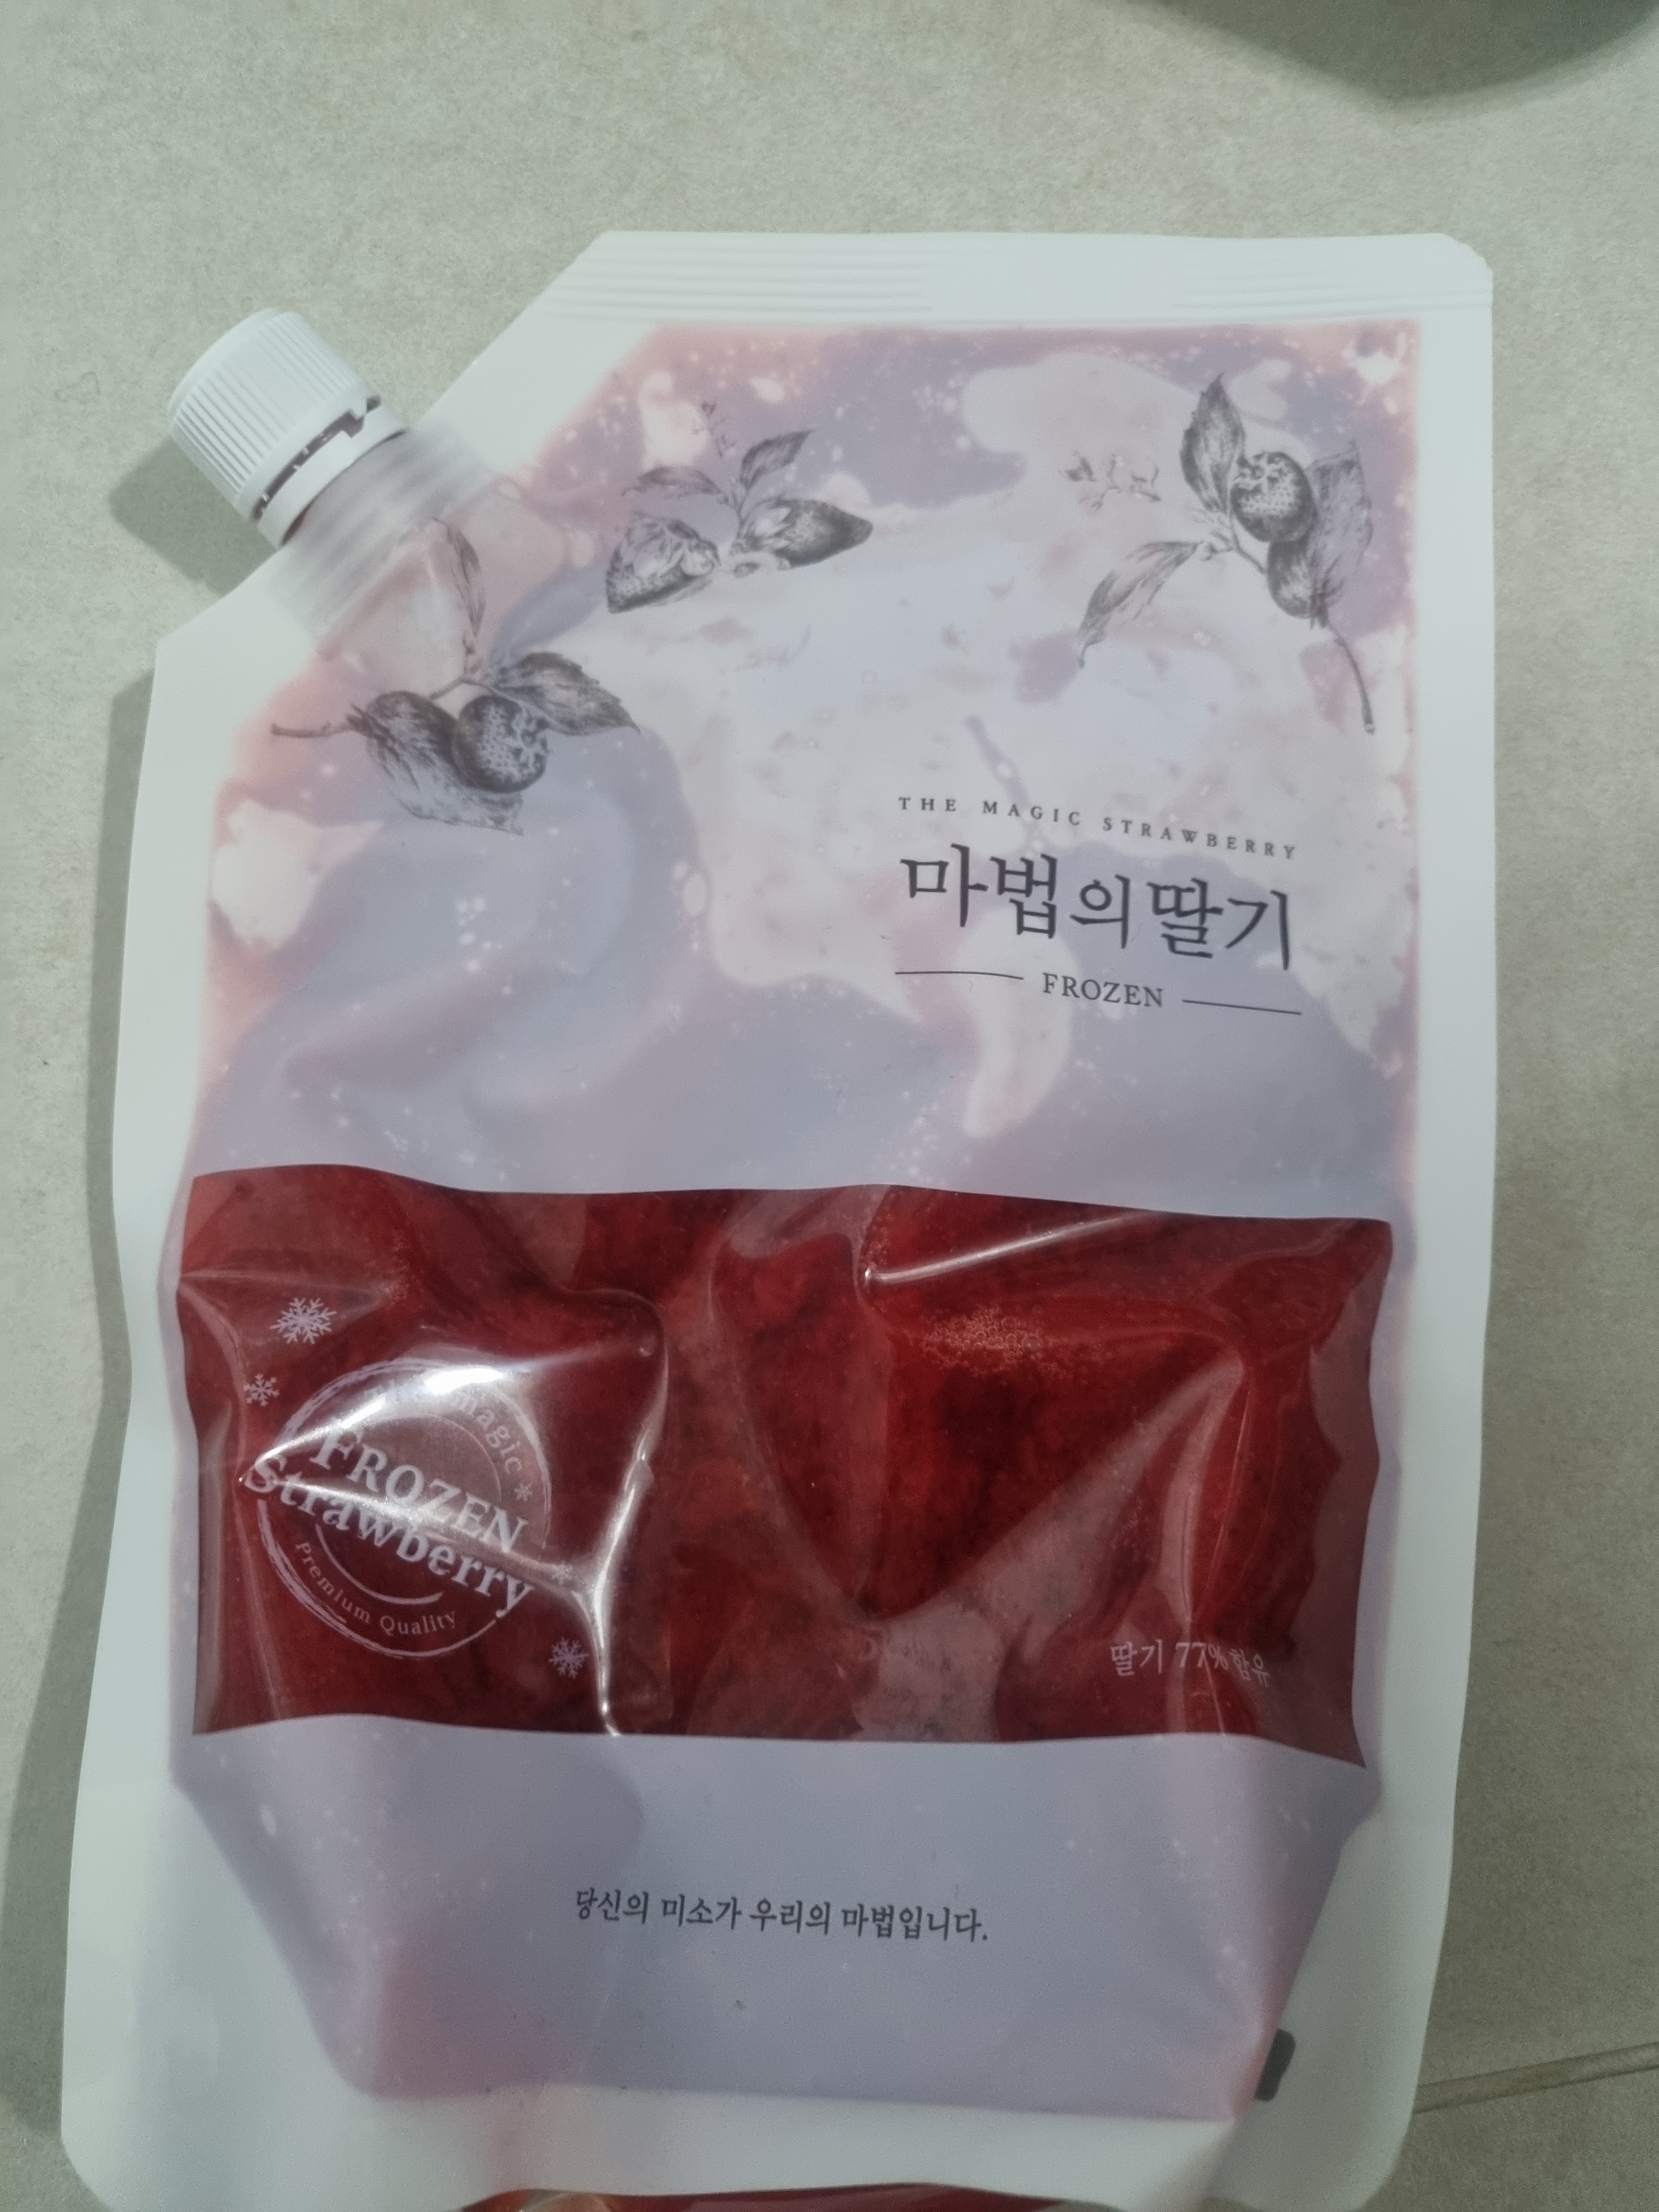 THE MAGIC STRAWBERRY
마법의딸기
FROZEN
magic
FROZEN
Strawberry
Premium Quality
딸기 77% 함유
당신의 미소가 우리의 마법입니다.